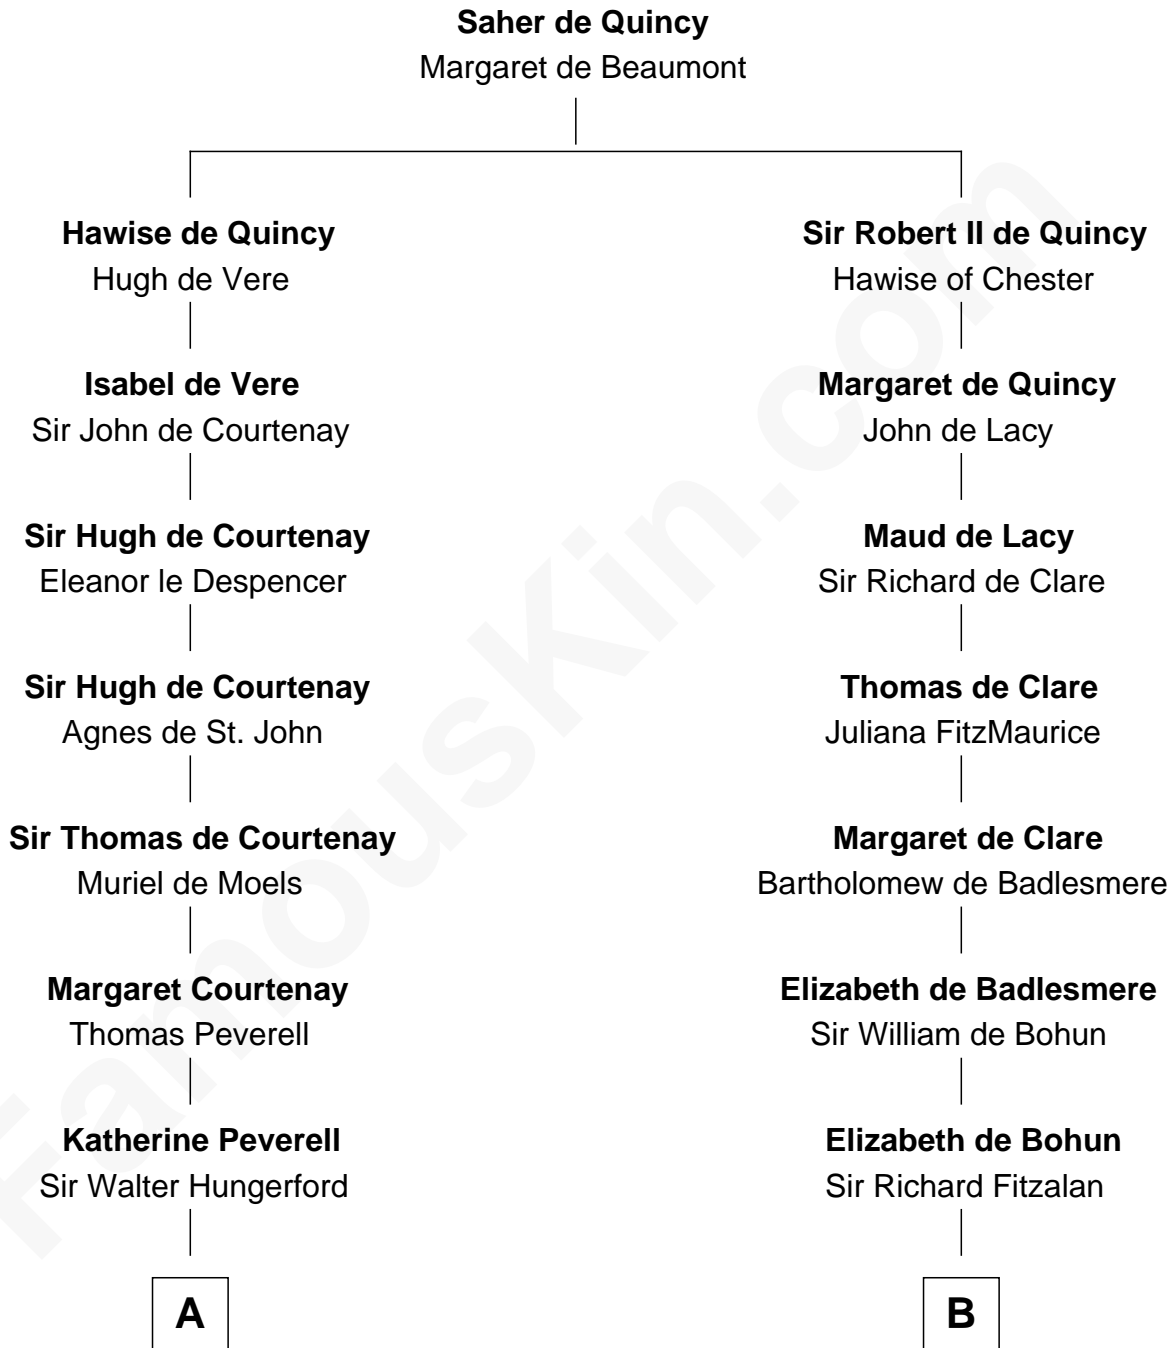 Saher de Quincy
Margaret de Beaumont
Hawise de Quincy
Hugh de Vere
Isabel de Vere
Sir John de Courtenay
Sir Hugh de Courtenay
Eleanor le Despencer
Sir Hugh de Courtenay
Agnes de St. John
Sir Thomas de Courtenay
Muriel de Moels
Margaret Courtenay
Thomas Peverell
Katherine Peverell
Sir Walter Hungerford
A
Sir Robert II de Quincy
Hawise of Chester
Margaret de Quincy
John de Lacy
Maud de Lacy
Sir Richard de Clare
Thomas de Clare
Juliana FitzMaurice
Margaret de Clare
Bartholomew de Badlesmere
Elizabeth de Badlesmere
Sir William de Bohun
Elizabeth de Bohun
Sir Richard Fitzalan
B
FamousKin.com